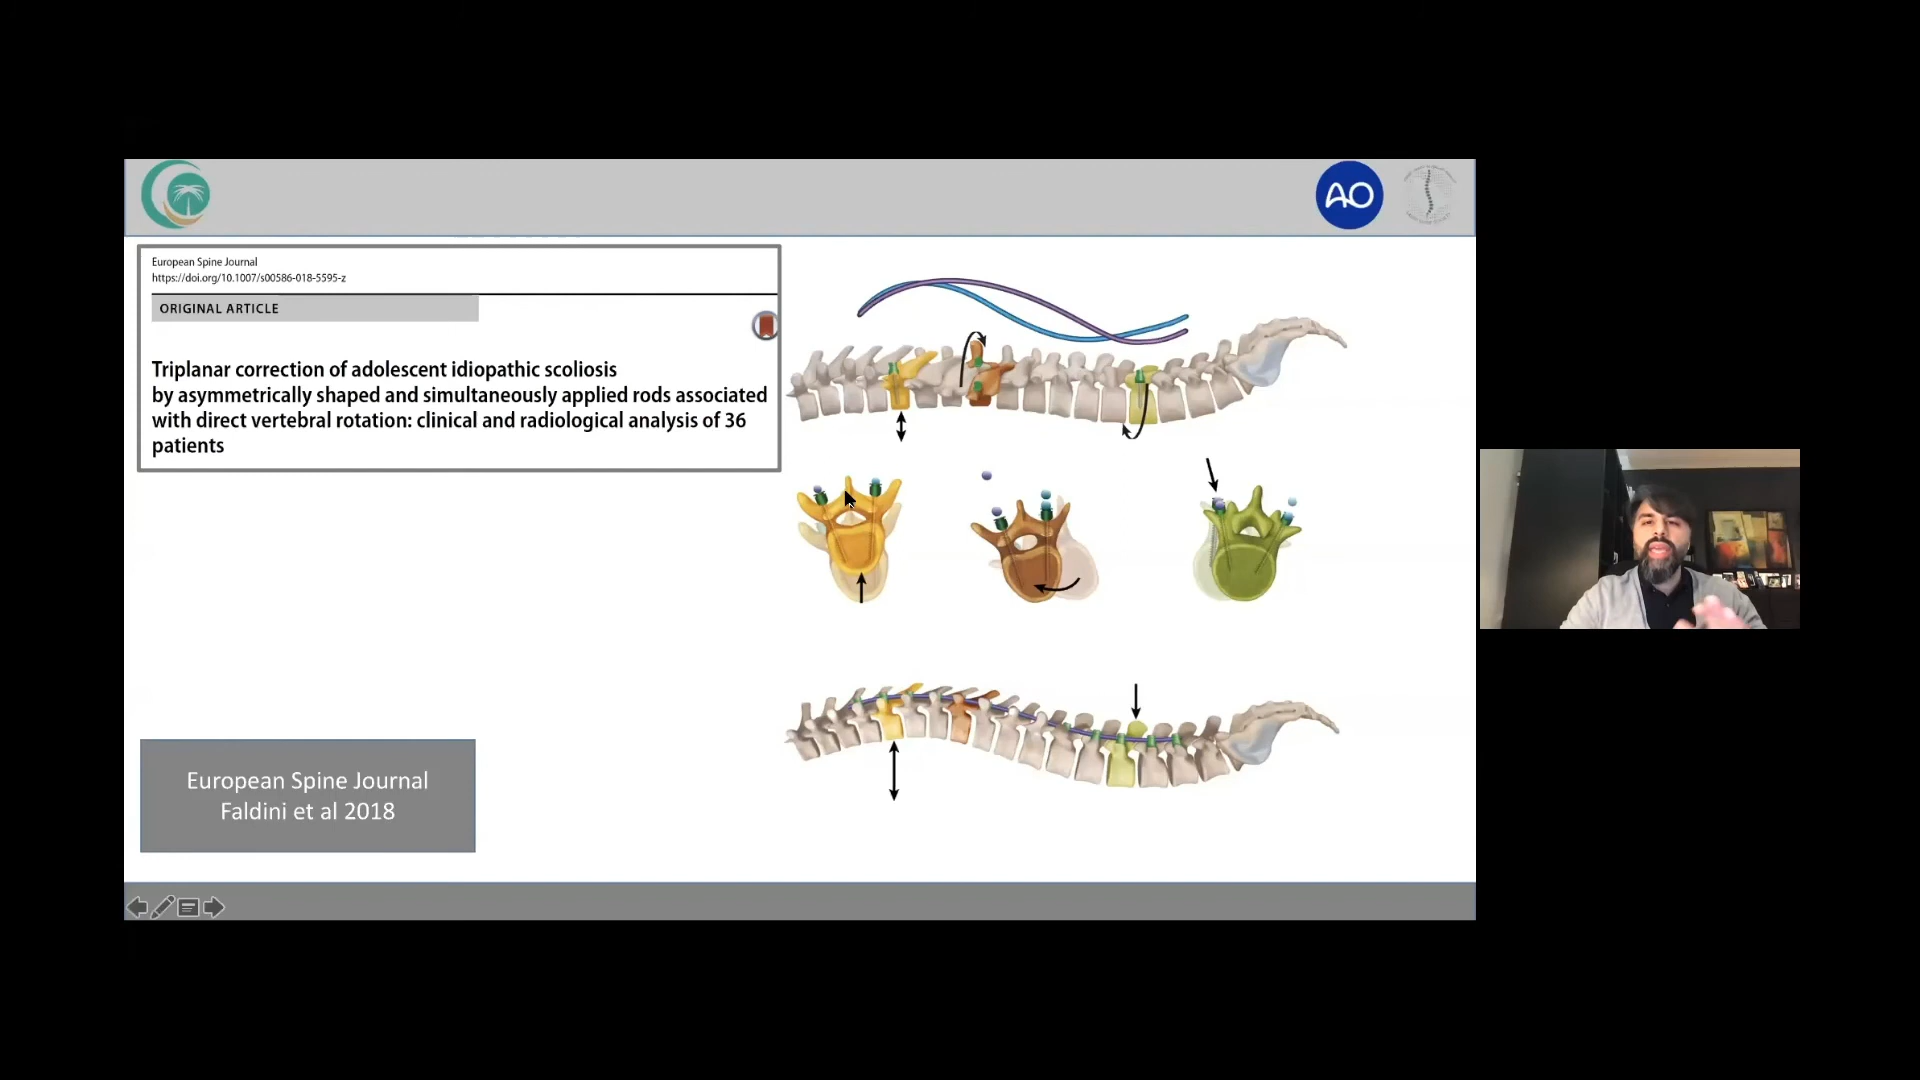 AO
European Spine Journal
https://doi.org/10.1007/s00586-018-5595-z
ORIGINAL ARTICLE
Triplanar correction of adolescent idiopathic scoliosis
by asymmetrically shaped and simultaneously applied rods associated
with direct vertebral rotation: clinical and radiological analysis of 36
patients
European Spine Journal
Faldini et al 2018